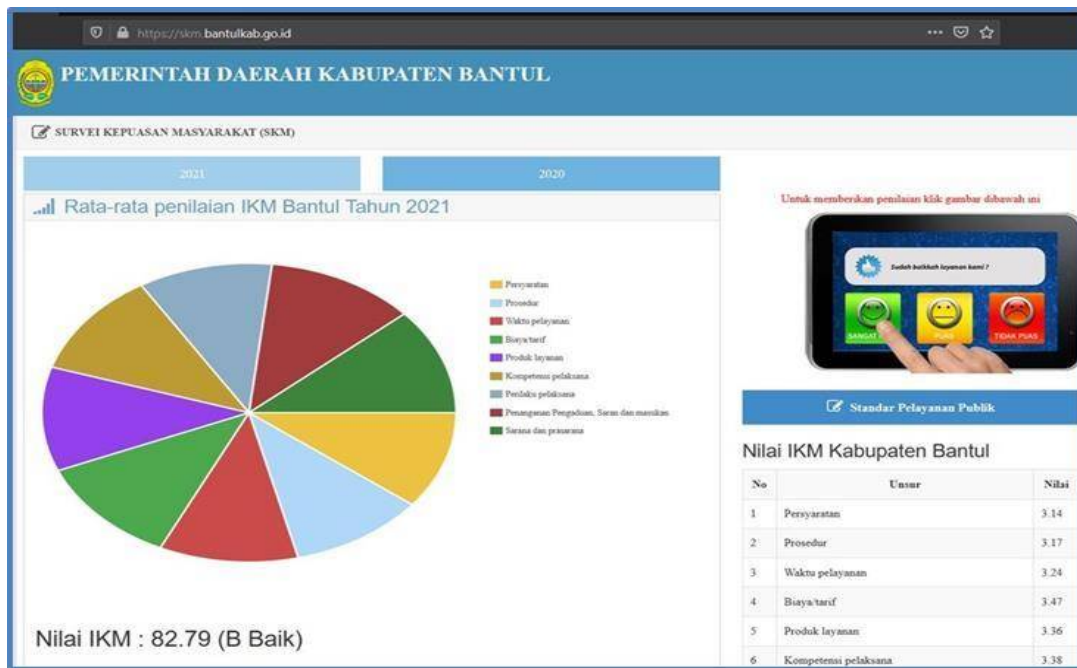 https://skm.bantulkab.go.id
PEMERINTAH DAERAH KABUPATEN BANTUL
SURVEI KEPUASAN MASYARAKAT (SKM)
2021
2020
Rata-rata penilaian IKM Bantul Tahun 2021
Persyaratan
Prosedur
Waktu pelayanan
Biaya/tarif
Produk layanan
Kompetensi pelaksana
Perilaku pelaksana
Penanganan Pengaduan, Saran dan masukan
Sarana dan prasarana
Nilai IKM : 82.79 (B Baik)
Untuk memberikan penilaian klik gambar dibawah ini
Sudah baikkah layanan kami ?
SANGAT
PUAS
TIDAK PUAS
Standar Pelayanan Publik
Nilai IKM Kabupaten Bantul
No Unsur Nilai
1 Persyaratan 3.14
2 Prosedur 3.17
3 Waktu pelayanan 3.24
4 Biaya/tarif 3.47
5 Produk layanan 3.36
6 Kompetensi pelaksana 3.38